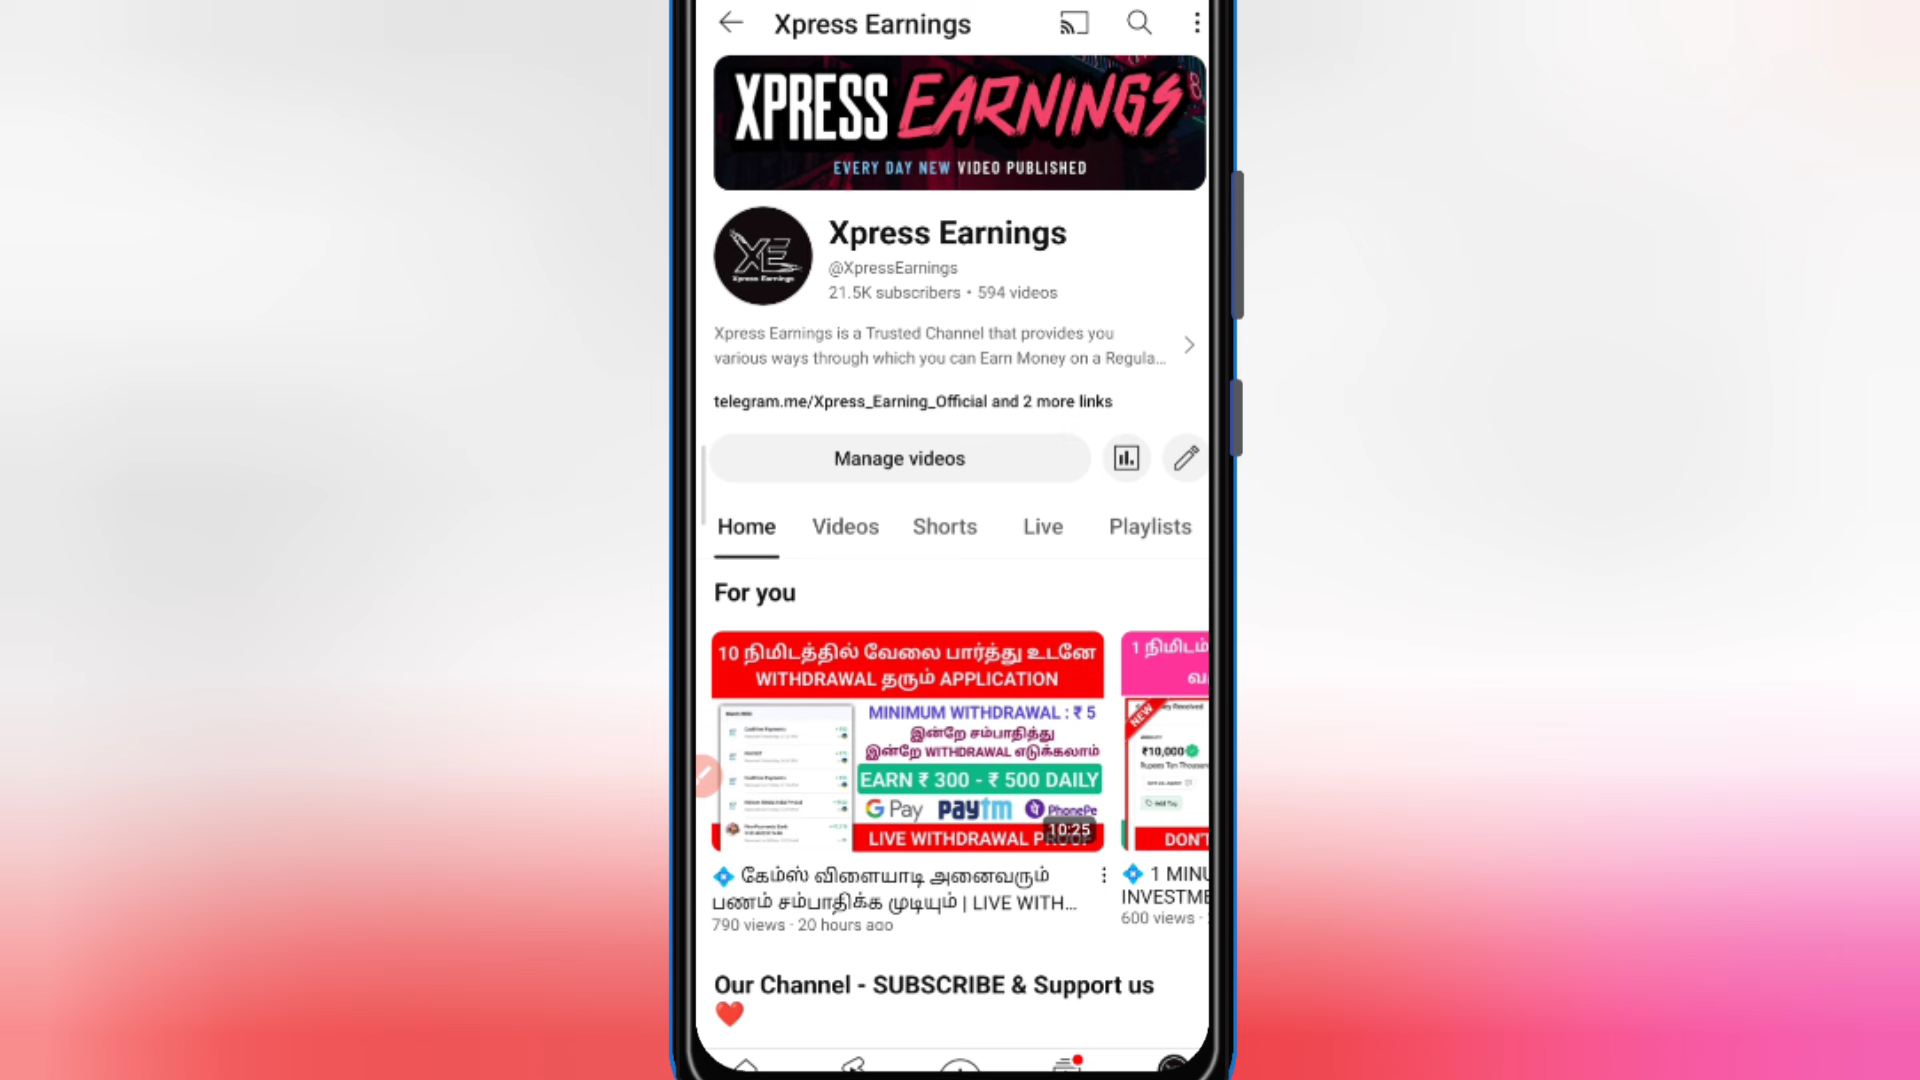 Xpress Earnings
XPRESS EARNINGS
EVERY DAY NEW VIDEO PUBLISHED
XE
Xpress Earnings
Xpress Earnings
@XpressEarnings
21.5K subscribers • 594 videos
Xpress Earnings is a Trusted Channel that provides you
various ways through which you can Earn Money on a Regula...
telegram.me/Xpress_Earning_Official and 2 more links
Manage videos
Home Videos Shorts Live Playlists
For you
10 நிமிடத்தில் வேலை பார்த்து உடனே
WITHDRAWAL தரும் APPLICATION
MINIMUM WITHDRAWAL : ₹ 5
இன்றே சம்பாதித்து
இன்றே WITHDRAWAL எடுக்கலாம்
EARN ₹ 300 - ₹ 500 DAILY
G Pay paytm PhonePe
LIVE WITHDRAWAL PROOF
10:25
💠 கேம்ஸ் விளையாடி அனைவரும்
பணம் சம்பாதிக்க முடியும் | LIVE WITH...
790 views · 20 hours ago
1 நிமிடம்
NEW
₹10,000
DON'T
💠 1 MINU
INVESTME
600 views ·
Our Channel - SUBSCRIBE & Support us
❤️